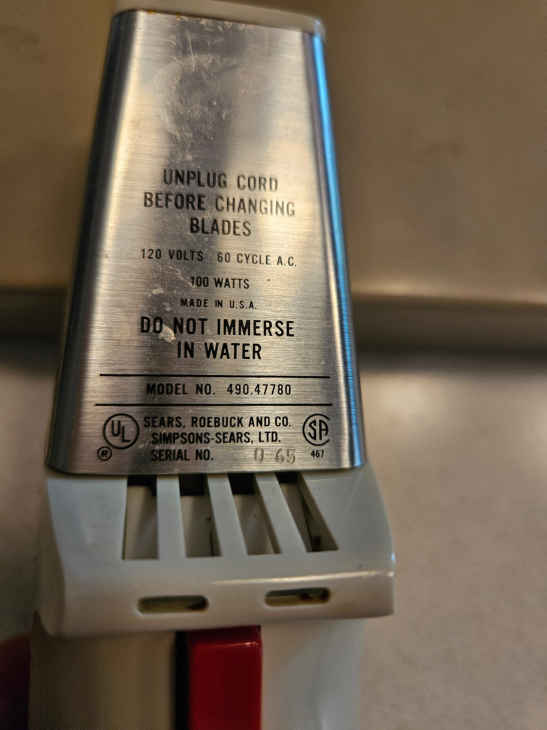 UNPLUG CORD
BEFORE CHANGING
BLADES
120 VOLTS 60 CYCLE A.C.
100 WATTS
MADE IN U.S.A.
DO NOT IMMERSE
IN WATER
MODEL NO. 490.47780
UL
®
SEARS, ROEBUCK AND CO.
SIMPSONS-SEARS, LTD.
SERIAL NO. 0 65
SA
467